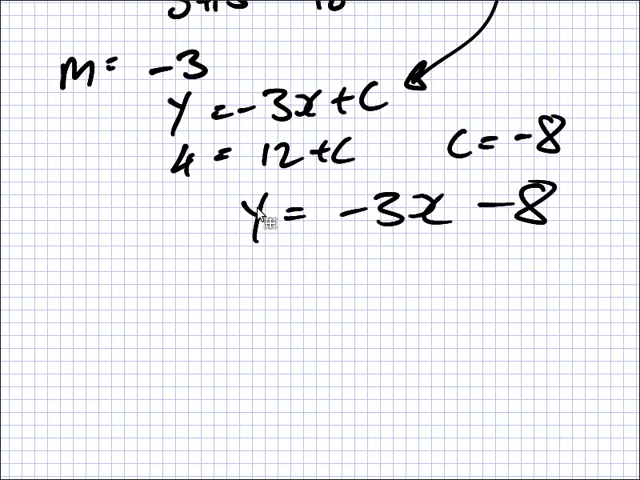 m = -3
y = -3x + c
4 = 12 + c c = -8
y = -3x - 8